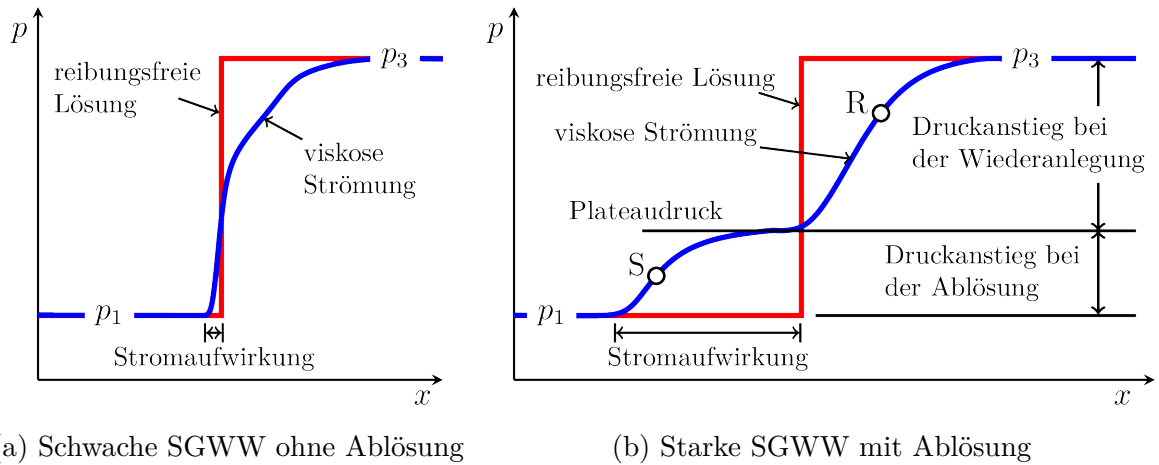 p
reibungsfreie
Lösung
p₃
viskose
Strömung
p₁
Stromaufwirkung
x
a) Schwache SGWW ohne Ablösung
p
reibungsfreie Lösung
p₃
R
viskose Strömung
Druckanstieg bei
der Wiederanlegung
Plateaudruck
S
Druckanstieg bei
der Ablösung
p₁
Stromaufwirkung
x
(b) Starke SGWW mit Ablösung